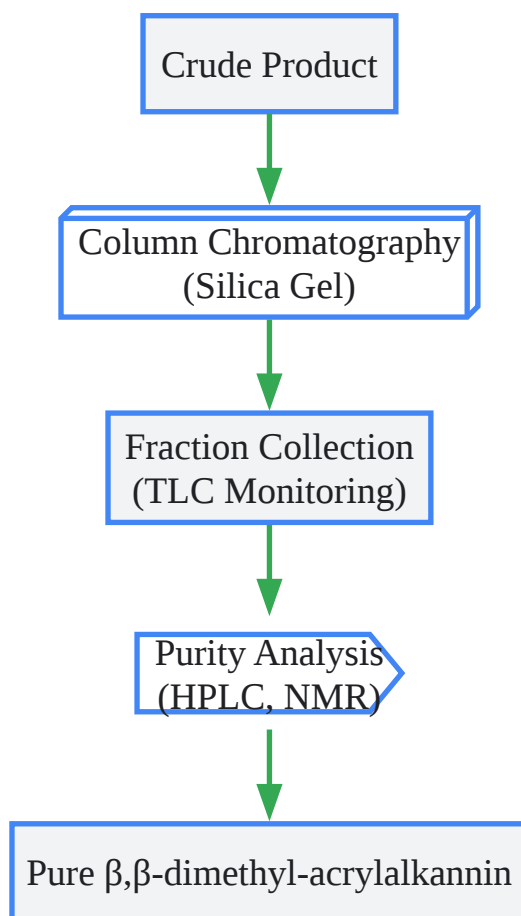 Crude Product
Column Chromatography
(Silica Gel)
Fraction Collection
(TLC Monitoring)
Purity Analysis
(HPLC, NMR)
Pure β,β-dimethyl-acrylalkannin